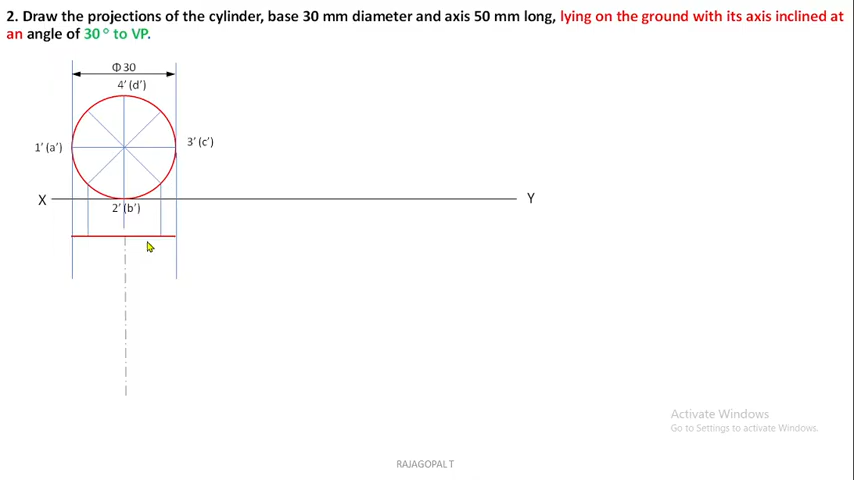 2. Draw the projections of the cylinder, base 30 mm diameter and axis 50 mm long, lying on the ground with its axis inclined at
an angle of 30° to VP.
Φ30
4' (d')
1' (a')
3' (c')
X
Y
2' (b')
Activate Windows
Go to Settings to activate Windows.
RAJAGOPAL T